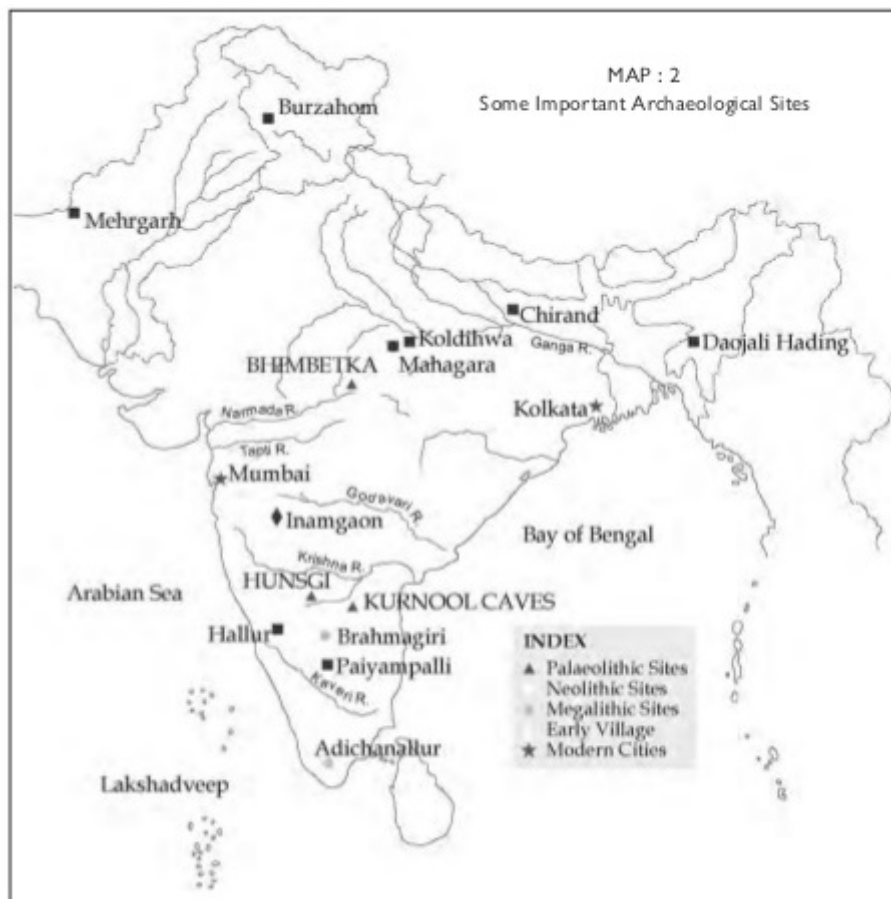 MAP : 2
Some Important Archaeological Sites
Burzahom
Mehrgarh
Chirand
Koldihwa
Mahagara
Ganga R.
Daojali Hading
BHIMBETKA
Narmada R.
Kolkata
Tapti R.
Mumbai
Godavari R.
Inamgaon
Bay of Bengal
Krishna R.
Arabian Sea
HUNSGI
KURNOOL CAVES
Hallur
Brahmagiri
Paiyampalli
Kaveri R.
Adichanallur
Lakshadveep
INDEX
Palaeolithic Sites
Neolithic Sites
Megalithic Sites
Early Village
Modern Cities